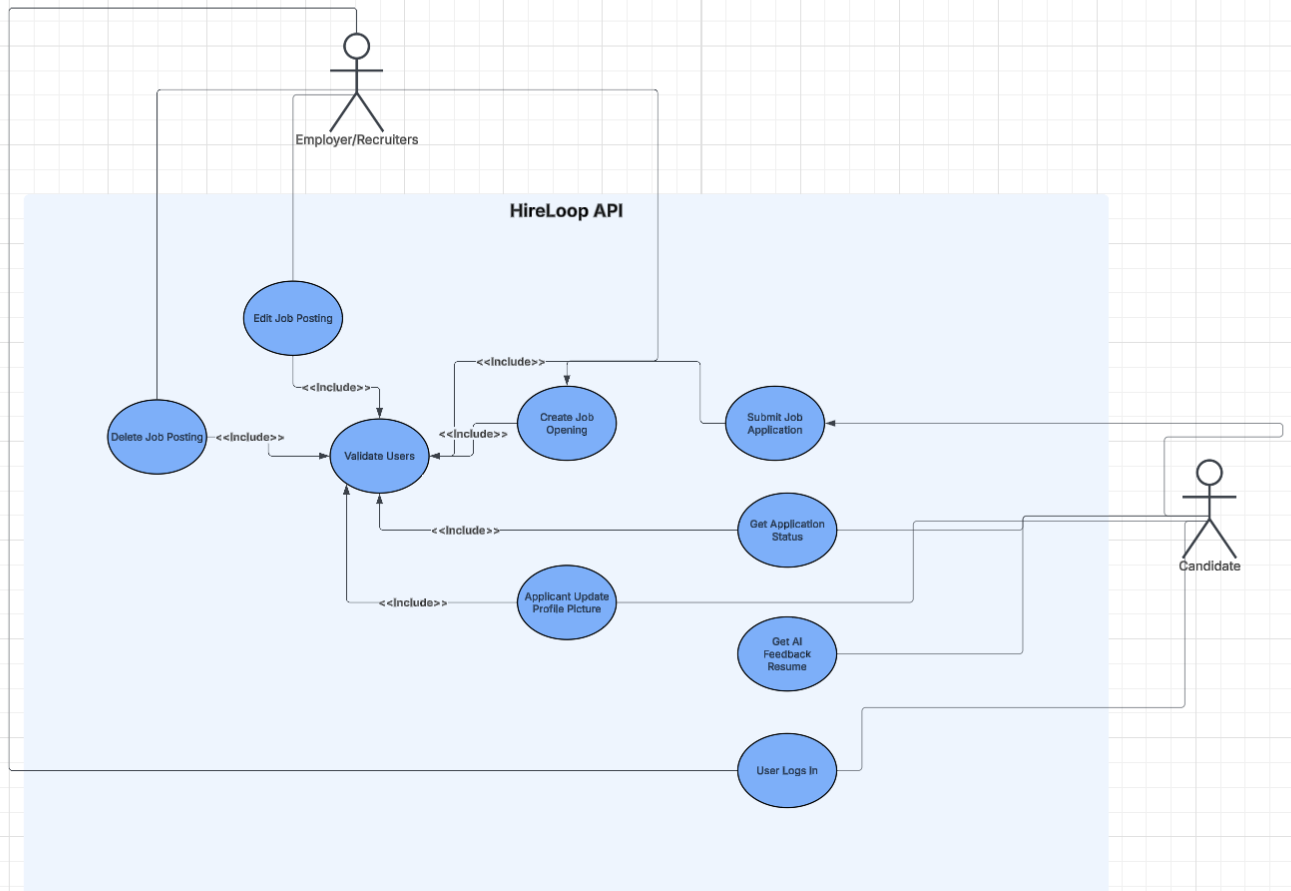 Employer/Recruiters
HireLoop API
Edit Job Posting
<<Include>>
<<Include>>
Delete Job Posting
<<Include>>
Validate Users
<<Include>>
Create Job
Opening
Submit Job
Application
Candidate
<<Include>>
Get Application
Status
<<Include>>
Applicant Update
Profile Picture
Get AI
Feedback
Resume
User Logs In